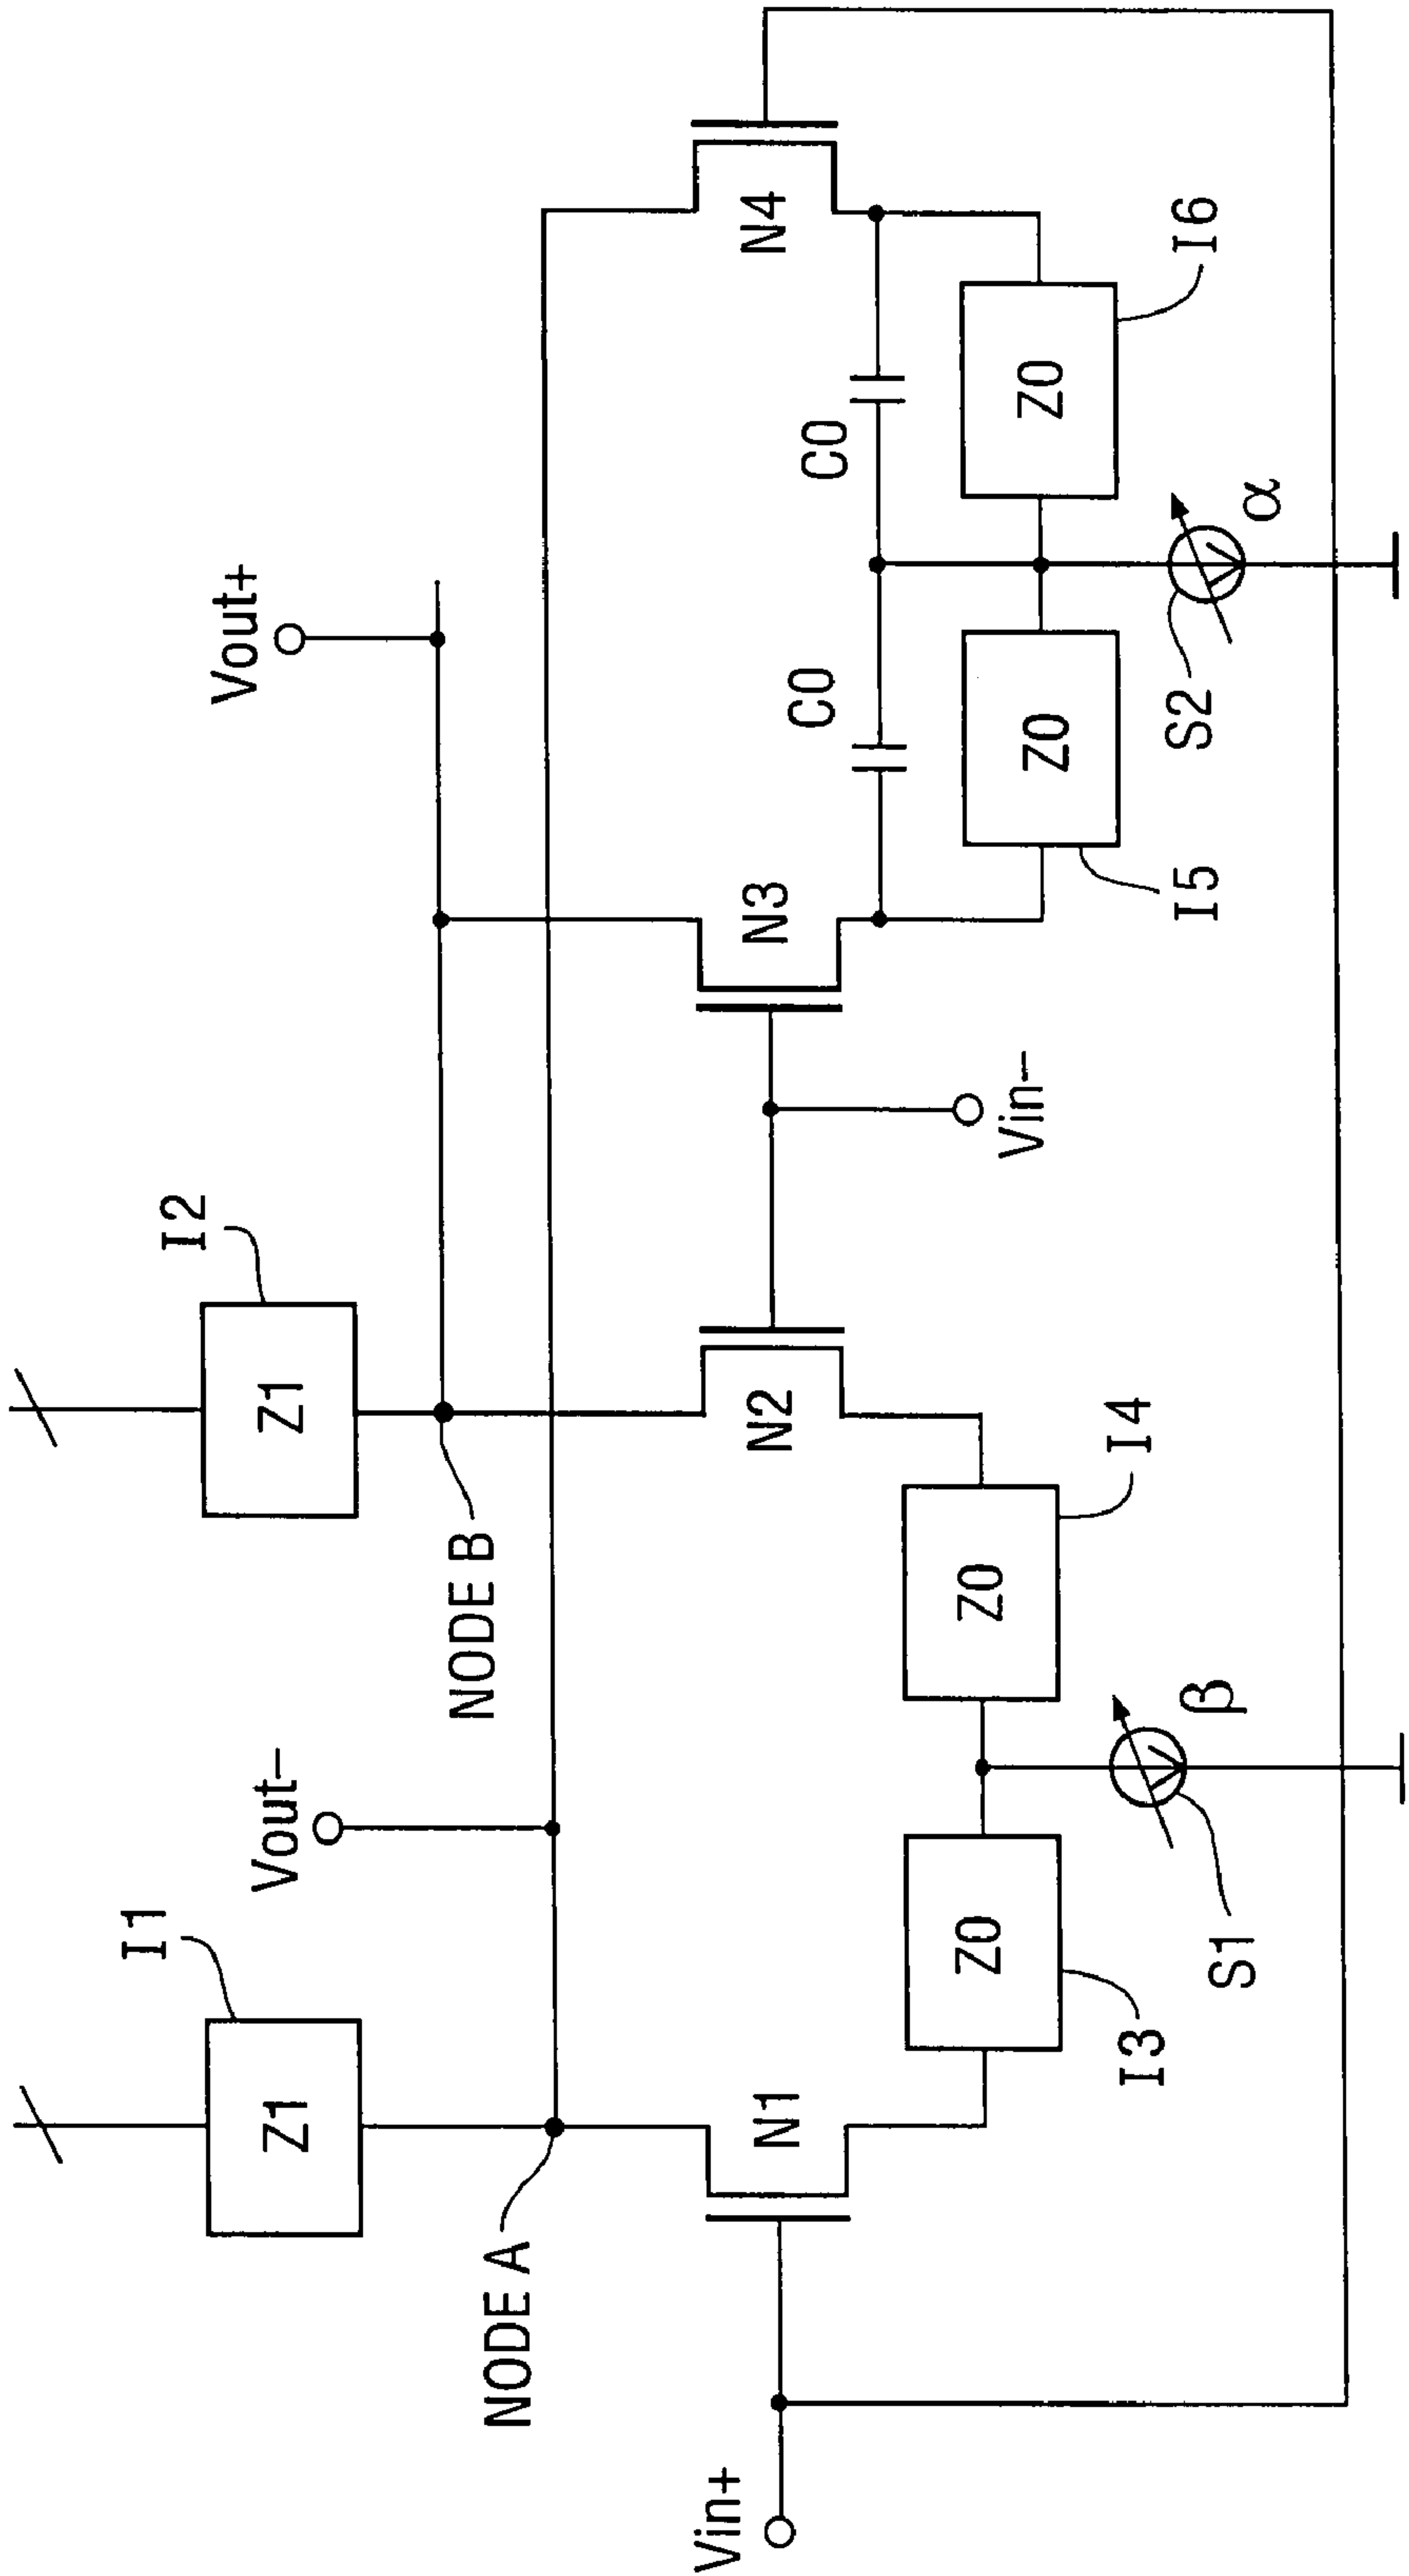 I1
I2
Z1
Z1
Vout−
Vout+
NODE A
NODE B
N1
N2
N3
N4
Vin+
Vin−
C0
C0
Z0
Z0
Z0
Z0
I3
I4
I5
I6
S1
β
S2
α